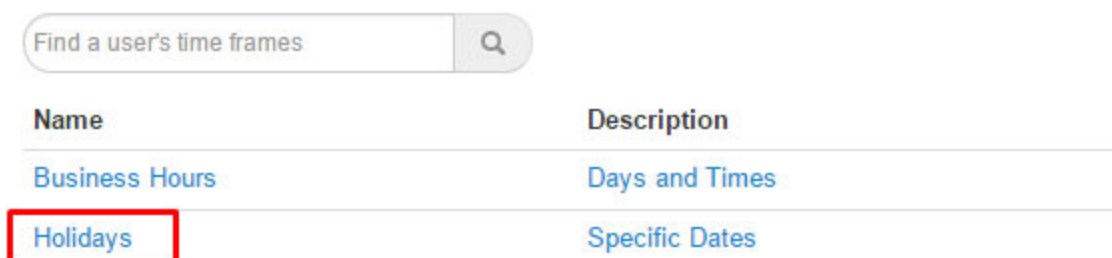 Find a user's time frames
Name Description
Business Hours Days and Times
Holidays Specific Dates